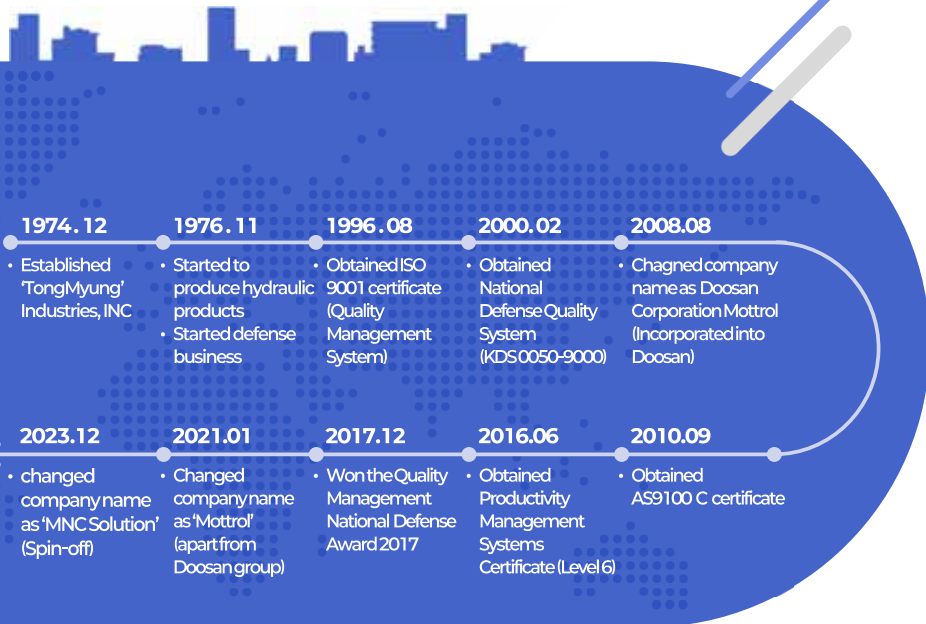 1974.12
• Established
'TongMyung'
Industries, INC
1976.11
• Started to
produce hydraulic
products
• Started defense
business
1996.08
• Obtained ISO
9001 certificate
(Quality
Management
System)
2000.02
• Obtained
National
Defense Quality
System
(KDS 0050-9000)
2008.08
• Chagned company
name as Doosan
Corporation Mottrol
(Incorporated into
Doosan)
2023.12
• changed
company name
as 'MNC Solution'
(Spin-off)
2021.01
• Changed
company name
as 'Mottrol'
(apart from
Doosan group)
2017.12
• Won the Quality
Management
National Defense
Award 2017
2016.06
• Obtained
Productivity
Management
Systems
Certificate (Level 6)
2010.09
• Obtained
AS9100 C certificate